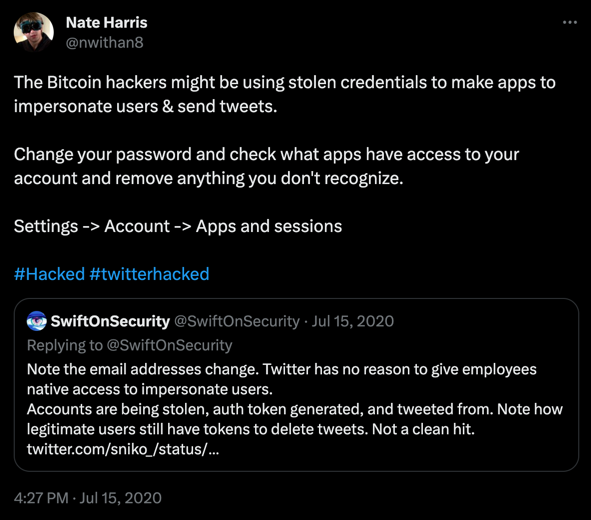 Nate Harris
@nwithan8
The Bitcoin hackers might be using stolen credentials to make apps to
impersonate users & send tweets.
Change your password and check what apps have access to your
account and remove anything you don't recognize.
Settings -> Account -> Apps and sessions
#Hacked #twitterhacked
SwiftOnSecurity @SwiftOnSecurity · Jul 15, 2020
Replying to @SwiftOnSecurity
Note the email addresses change. Twitter has no reason to give employees
native access to impersonate users.
Accounts are being stolen, auth token generated, and tweeted from. Note how
legitimate users still have tokens to delete tweets. Not a clean hit.
twitter.com/sniko_/status/...
4:27 PM · Jul 15, 2020